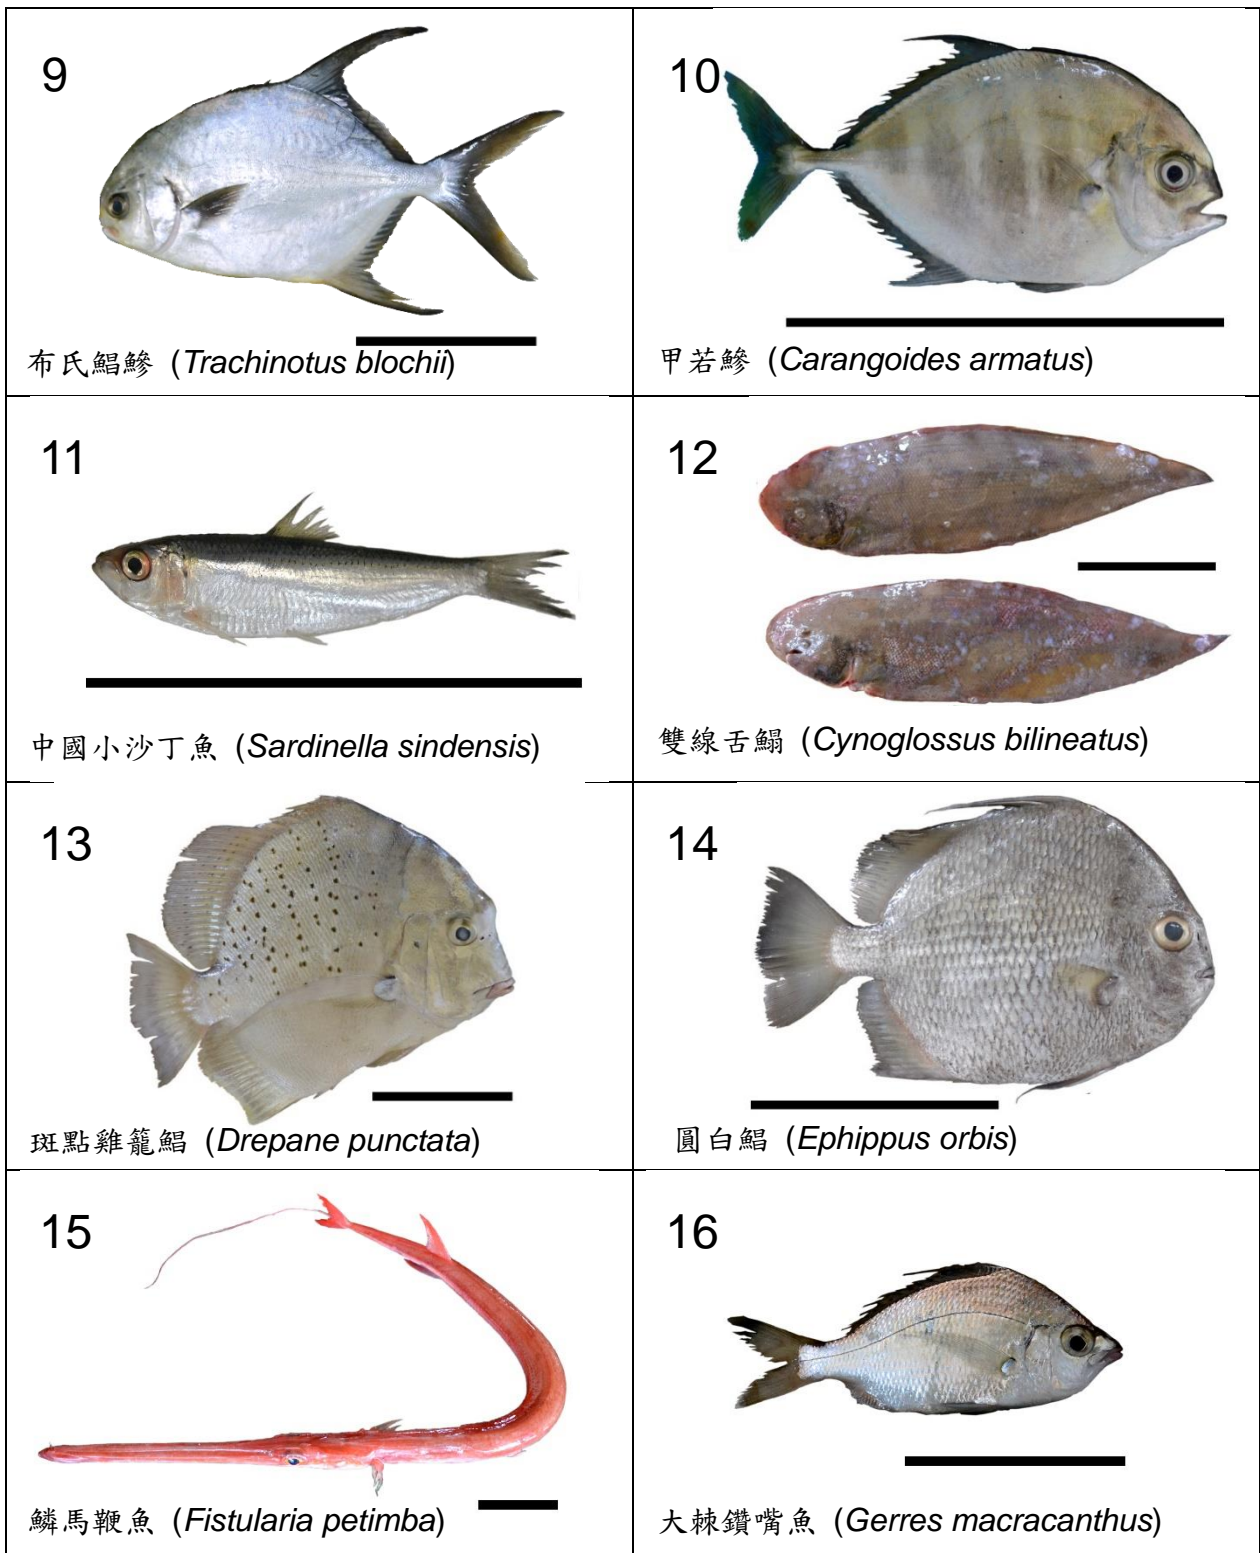 9
布氏鯧鰺 (Trachinotus blochii)
10
甲若鰺 (Carangoides armatus)
11
中國小沙丁魚 (Sardinella sindensis)
12
雙線舌鰨 (Cynoglossus bilineatus)
13
斑點雞籠鯧 (Drepane punctata)
14
圓白鯧 (Ephippus orbis)
15
鱗馬鞭魚 (Fistularia petimba)
16
大棘鑽嘴魚 (Gerres macracanthus)